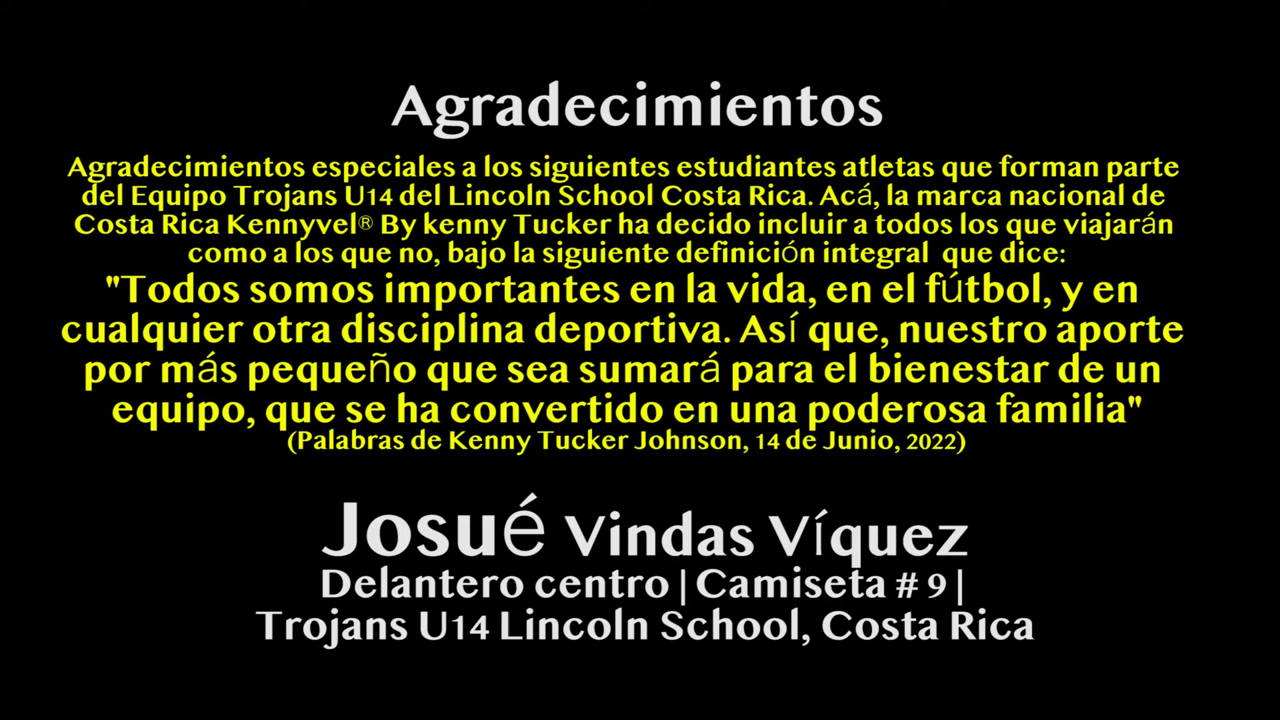 Agradecimientos
Agradecimientos especiales a los siguientes estudiantes atletas que forman parte
del Equipo Trojans U14 del Lincoln School Costa Rica. Acá, la marca nacional de
Costa Rica Kennyvel® By kenny Tucker ha decido incluir a todos los que viajarán
como a los que no, bajo la siguiente definición integral  que dice:
"Todos somos importantes en la vida, en el fútbol, y en
cualquier otra disciplina deportiva. Así que, nuestro aporte
por más pequeño que sea sumará para el bienestar de un
equipo, que se ha convertido en una poderosa familia"
(Palabras de Kenny Tucker Johnson, 14 de Junio, 2022)
Josué Vindas Víquez
Delantero centro | Camiseta # 9 |
Trojans U14 Lincoln School, Costa Rica